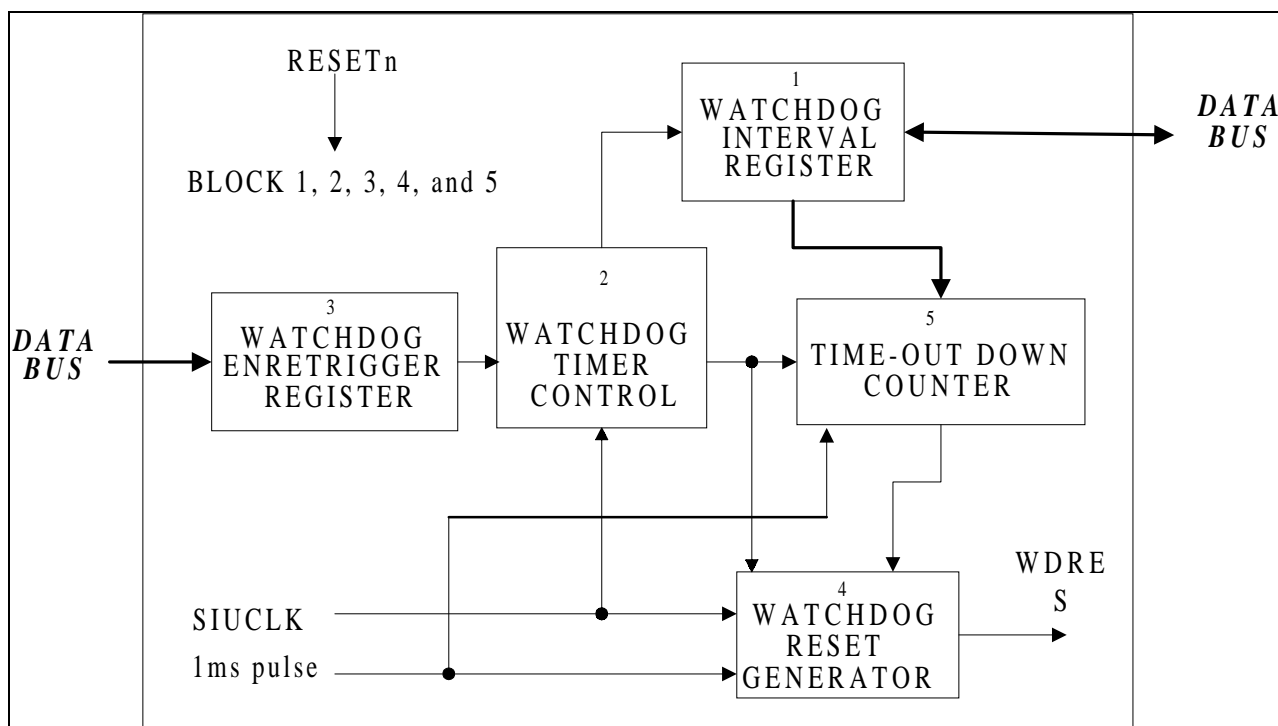 RESETn
BLOCK 1, 2, 3, 4, and 5
1
WATCHDOG
INTERVAL
REGISTER
DATA
BUS
2
WATCHDOG
TIMER
CONTROL
3
WATCHDOG
ENRETRIGGER
REGISTER
DATA
BUS
5
TIME-OUT DOWN
COUNTER
SIUCLK
1ms pulse
4
WATCHDOG
RESET
GENERATOR
WDRE
S